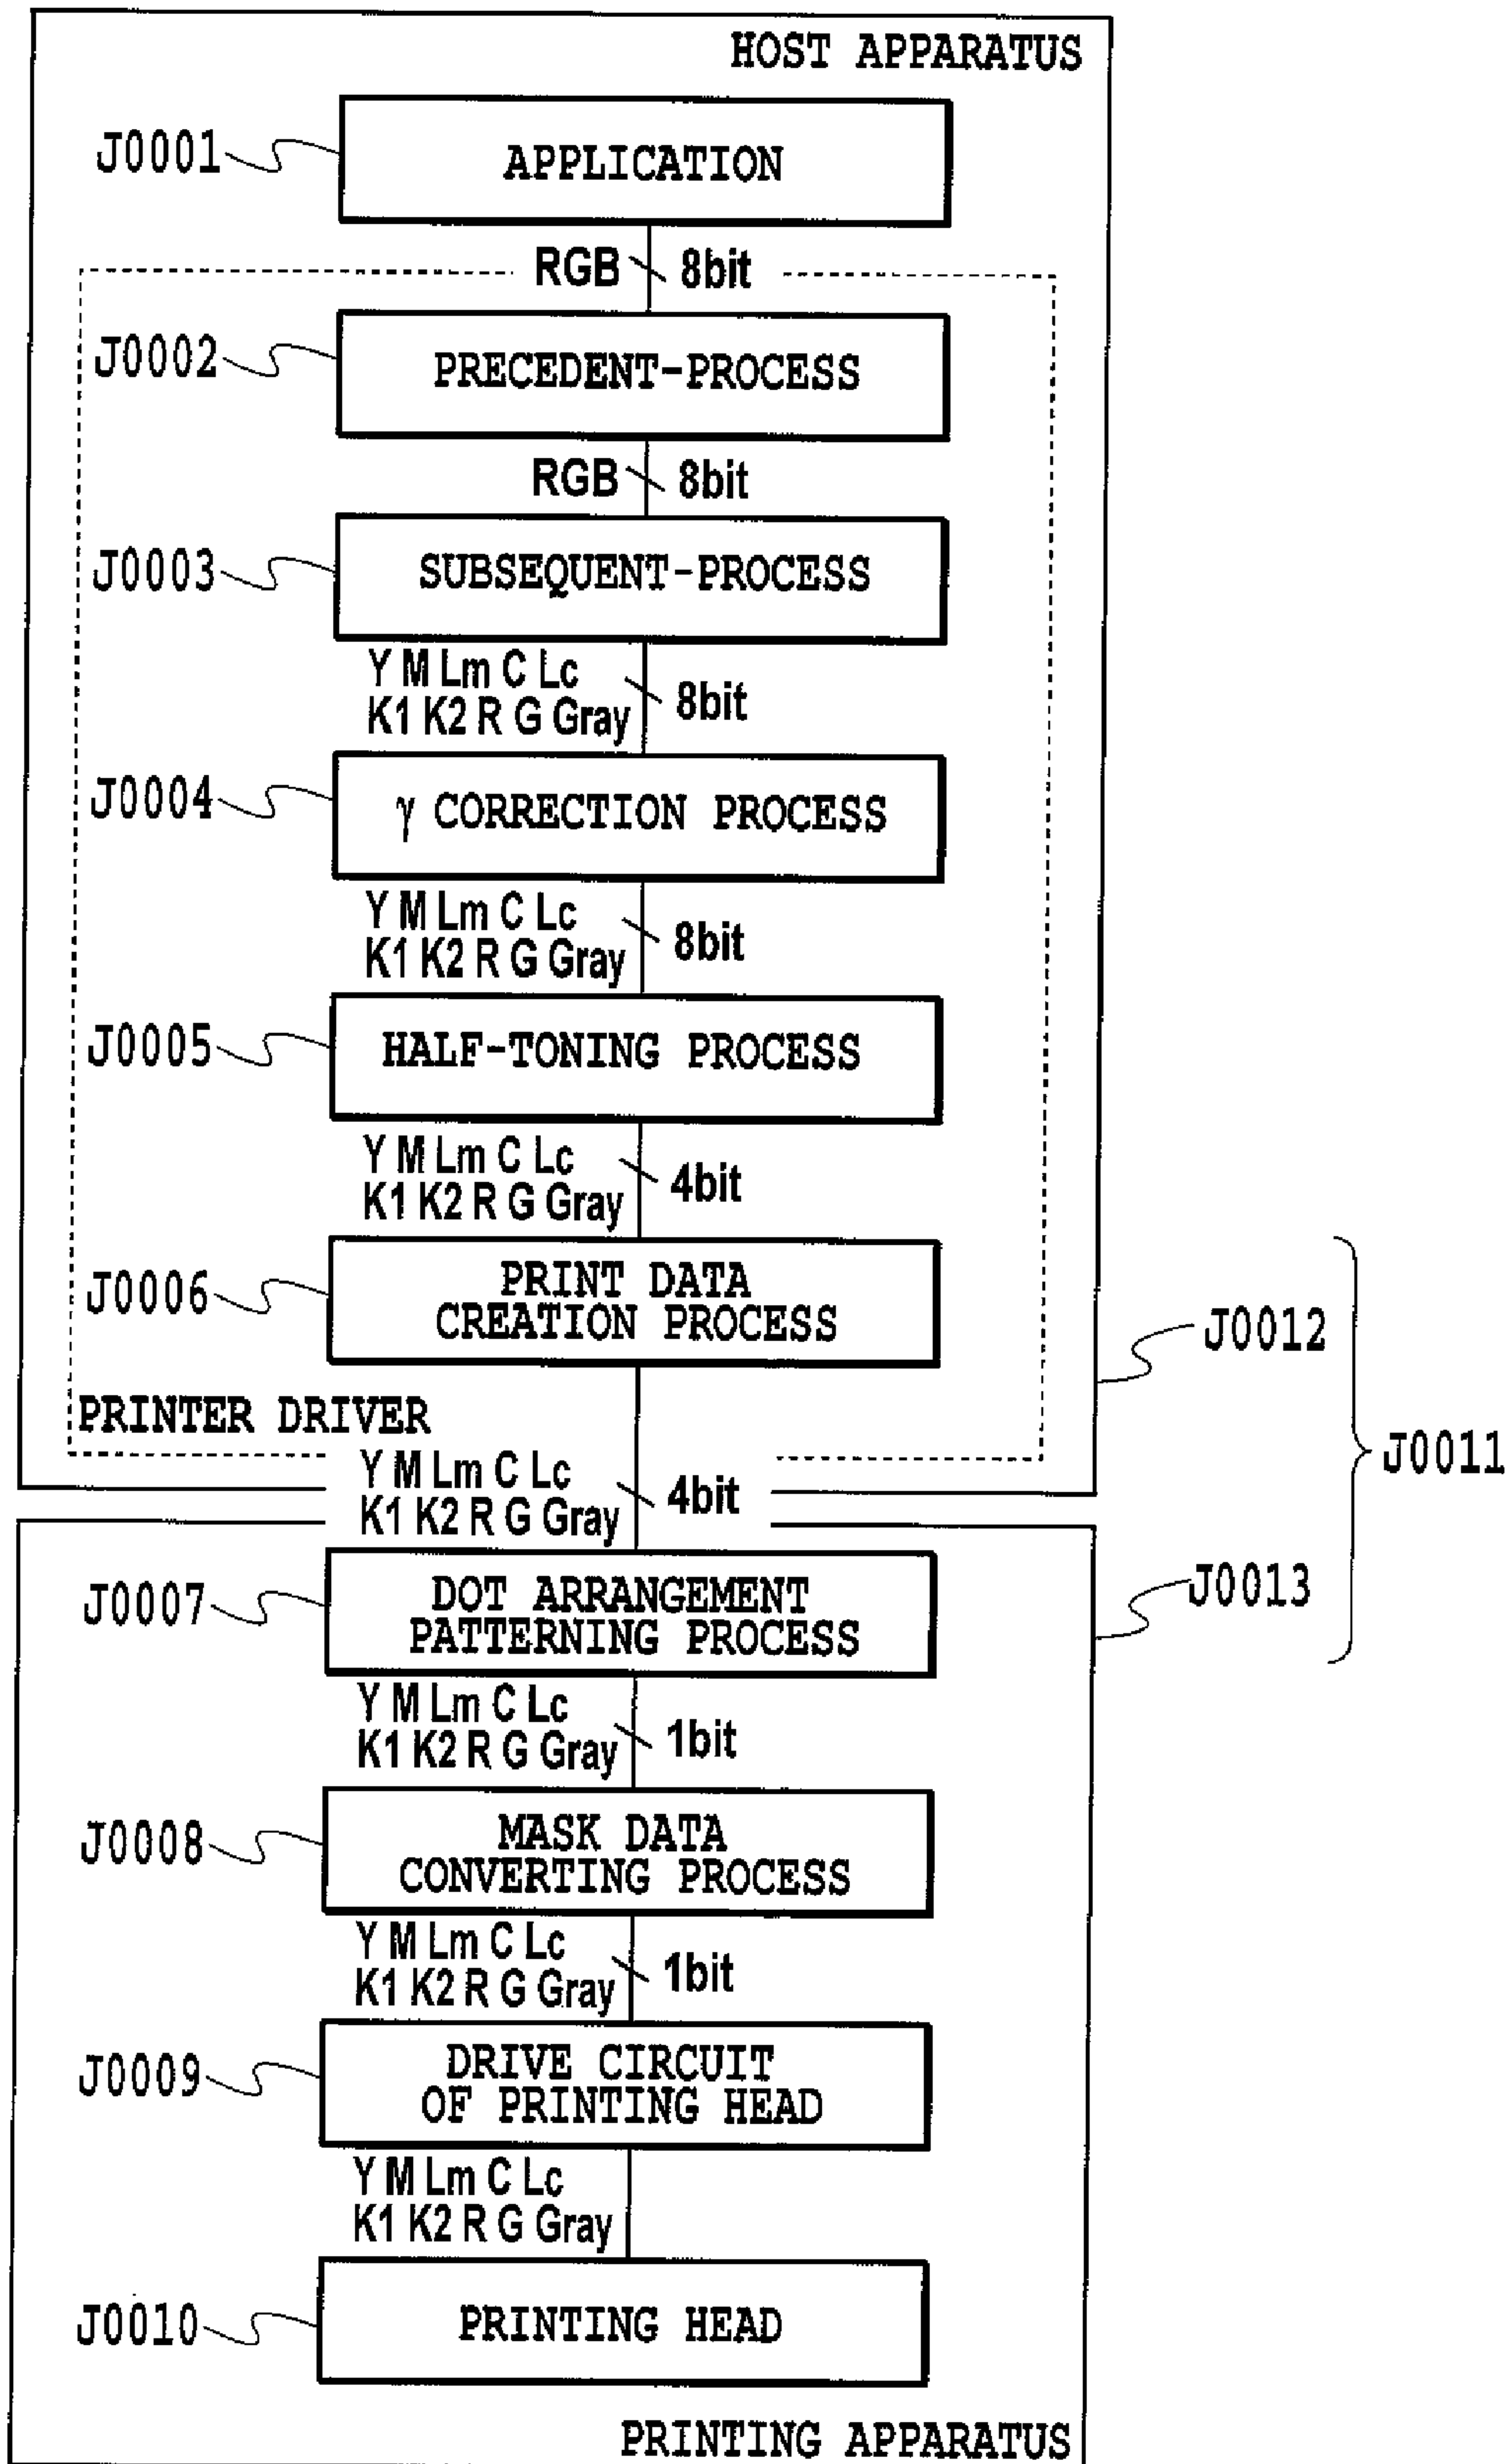 HOST APPARATUS
J0001
APPLICATION
RGB 8bit
J0002
PRECEDENT-PROCESS
RGB 8bit
J0003
SUBSEQUENT-PROCESS
Y M Lm C Lc
K1 K2 R G Gray
8bit
J0004
γ CORRECTION PROCESS
Y M Lm C Lc
K1 K2 R G Gray
8bit
J0005
HALF-TONING PROCESS
Y M Lm C Lc
K1 K2 R G Gray
4bit
J0006
PRINT DATA
CREATION PROCESS
J0012
PRINTER DRIVER
J0011
Y M Lm C Lc
K1 K2 R G Gray
4bit
J0007
DOT ARRANGEMENT
PATTERNING PROCESS
J0013
Y M Lm C Lc
K1 K2 R G Gray
1bit
J0008
MASK DATA
CONVERTING PROCESS
Y M Lm C Lc
K1 K2 R G Gray
1bit
J0009
DRIVE CIRCUIT
OF PRINTING HEAD
Y M Lm C Lc
K1 K2 R G Gray
J0010
PRINTING HEAD
PRINTING APPARATUS